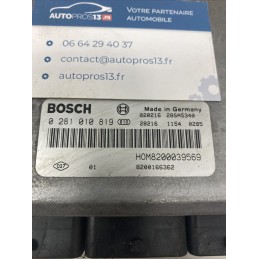 AUTOPROS13.FR
VOTRE PARTENAIRE
AUTOMOBILE
06 64 29 40 37
contact@autopros13.fr
autopros13.fr
BOSCH
Made in Germany
0 281 010 819
HOM8200039569
01
8200166362